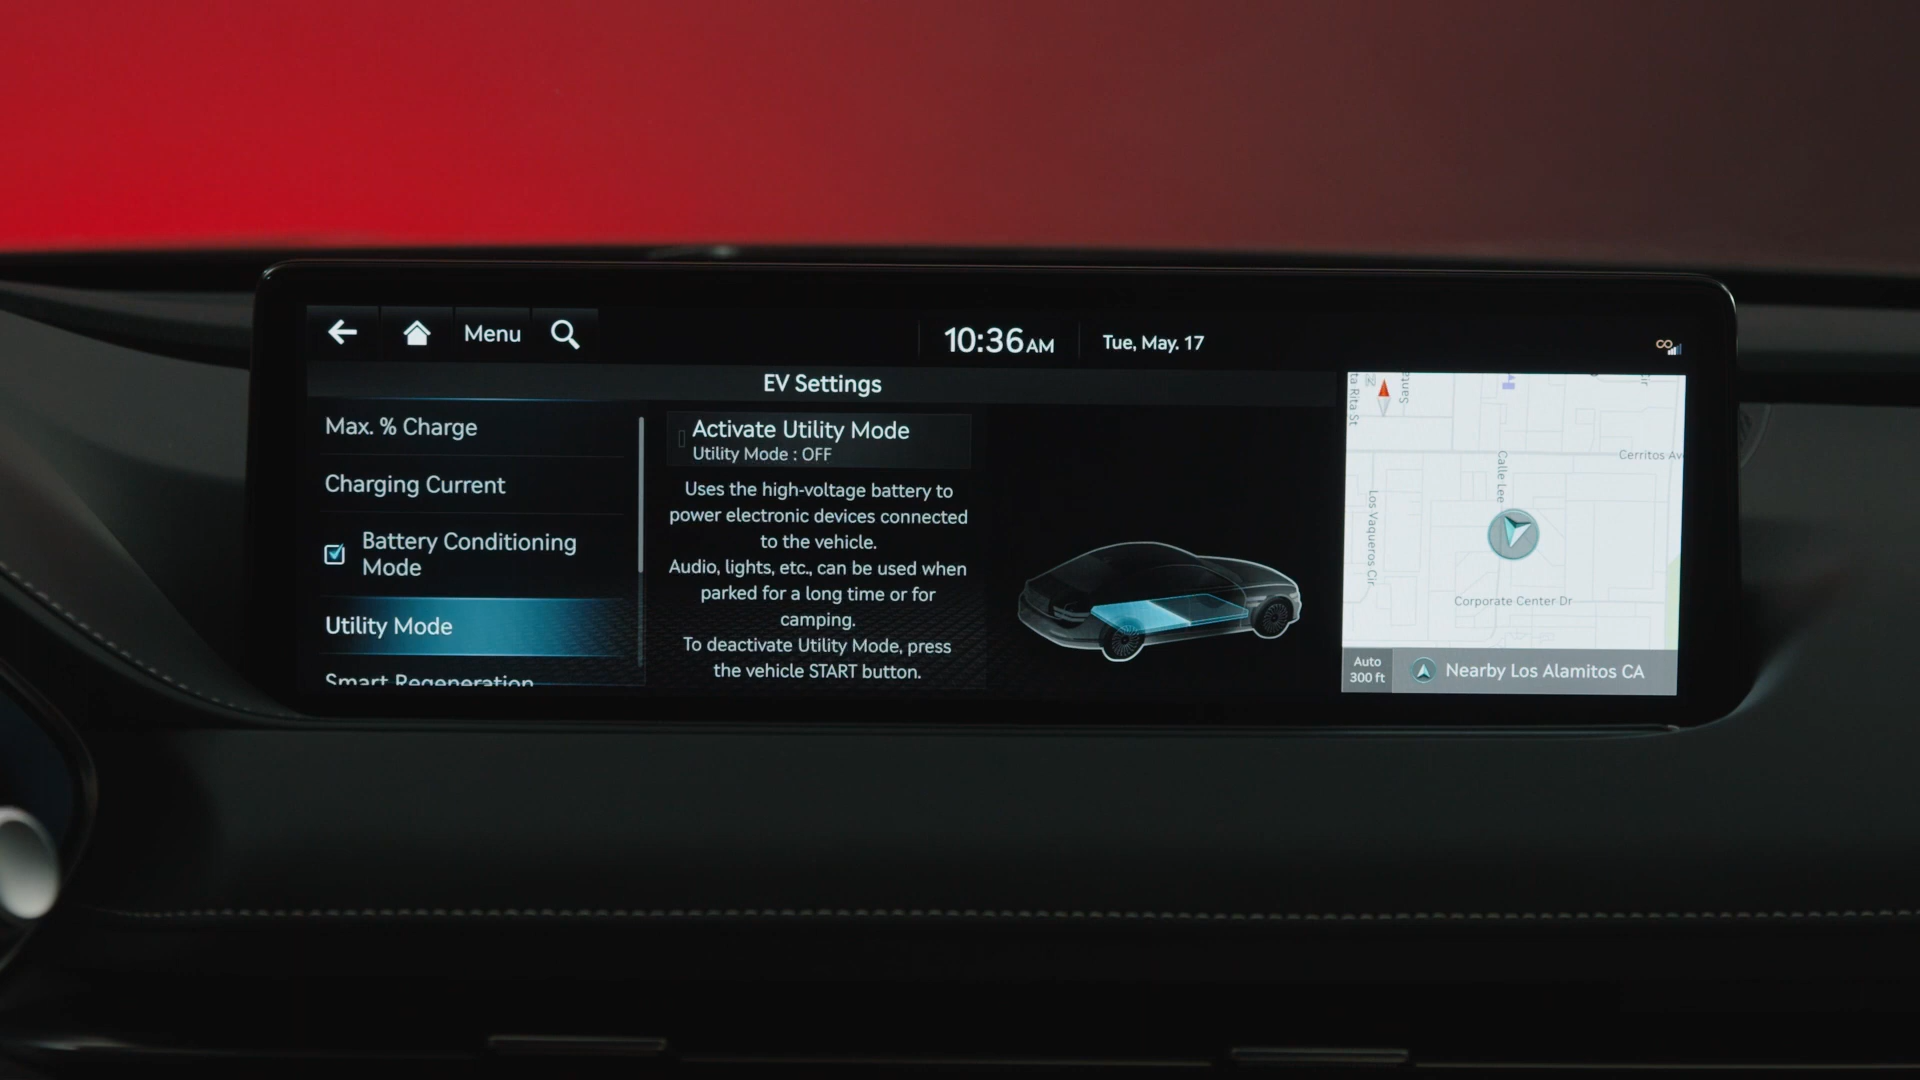 Menu
10:36 AM
Tue, May. 17
EV Settings
Max. % Charge
Charging Current
Battery Conditioning
Mode
Utility Mode
Smart Regeneration
Activate Utility Mode
Utility Mode : OFF
Uses the high-voltage battery to
power electronic devices connected
to the vehicle.
Audio, lights, etc., can be used when
parked for a long time or for
camping.
To deactivate Utility Mode, press
the vehicle START button.
ta Rita St
N
Santa
Cerritos Av
Calle Lee
Los Vaqueros Cir
Corporate Center Dr
Auto
300 ft
Nearby Los Alamitos CA